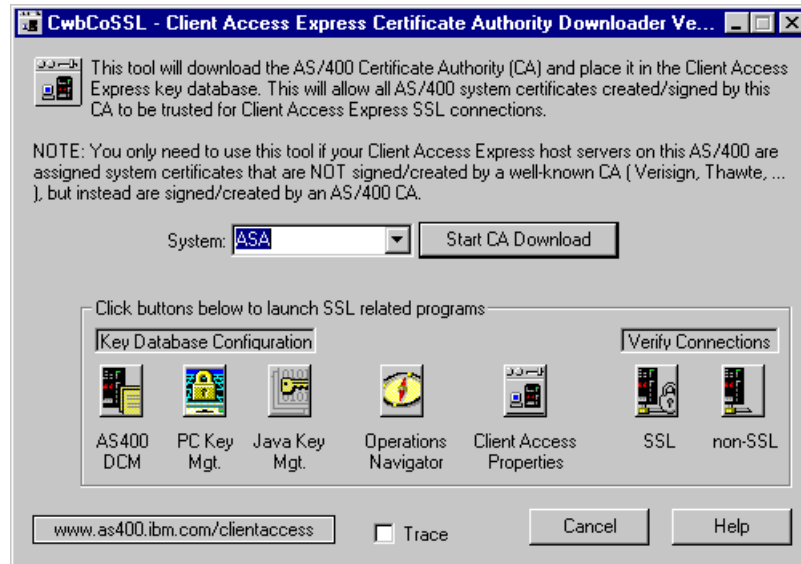 CwbCoSSL - Client Access Express Certificate Authority Downloader Ve...
This tool will download the AS/400 Certificate Authority (CA) and place it in the Client Access
Express key database. This will allow all AS/400 system certificates created/signed by this
CA to be trusted for Client Access Express SSL connections.
NOTE: You only need to use this tool if your Client Access Express host servers on this AS/400 are
assigned system certificates that are NOT signed/created by a well-known CA ( Verisign, Thawte, ...
), but instead are signed/created by an AS/400 CA.
System: ASA Start CA Download
Click buttons below to launch SSL related programs
Key Database Configuration Verify Connections
AS400 PC Key Java Key Operations Client Access SSL non-SSL
DCM Mgt. Mgt. Navigator Properties
www.as400.ibm.com/clientaccess Trace Cancel Help